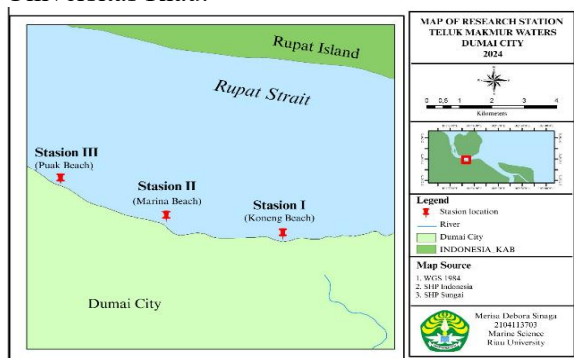 Rupat Island
Rupat Strait
Stasion III
(Puak Beach)
Stasion II
(Marina Beach)
Stasion I
(Koneng Beach)
Dumai City
MAP OF RESEARCH STATION
TELUK MAKMUR WATERS
DUMAI CITY
2024
0 0,5 1 2 3 4
Kilometers
Legend
Stasion location
River
Dumai City
INDONESIA_KAB
Map Source
1. WGS 1984
2. SHP Indonesia
3. SHP Sungai
Merisa Debora Sinaga
2104113703
Marine Science
Riau University